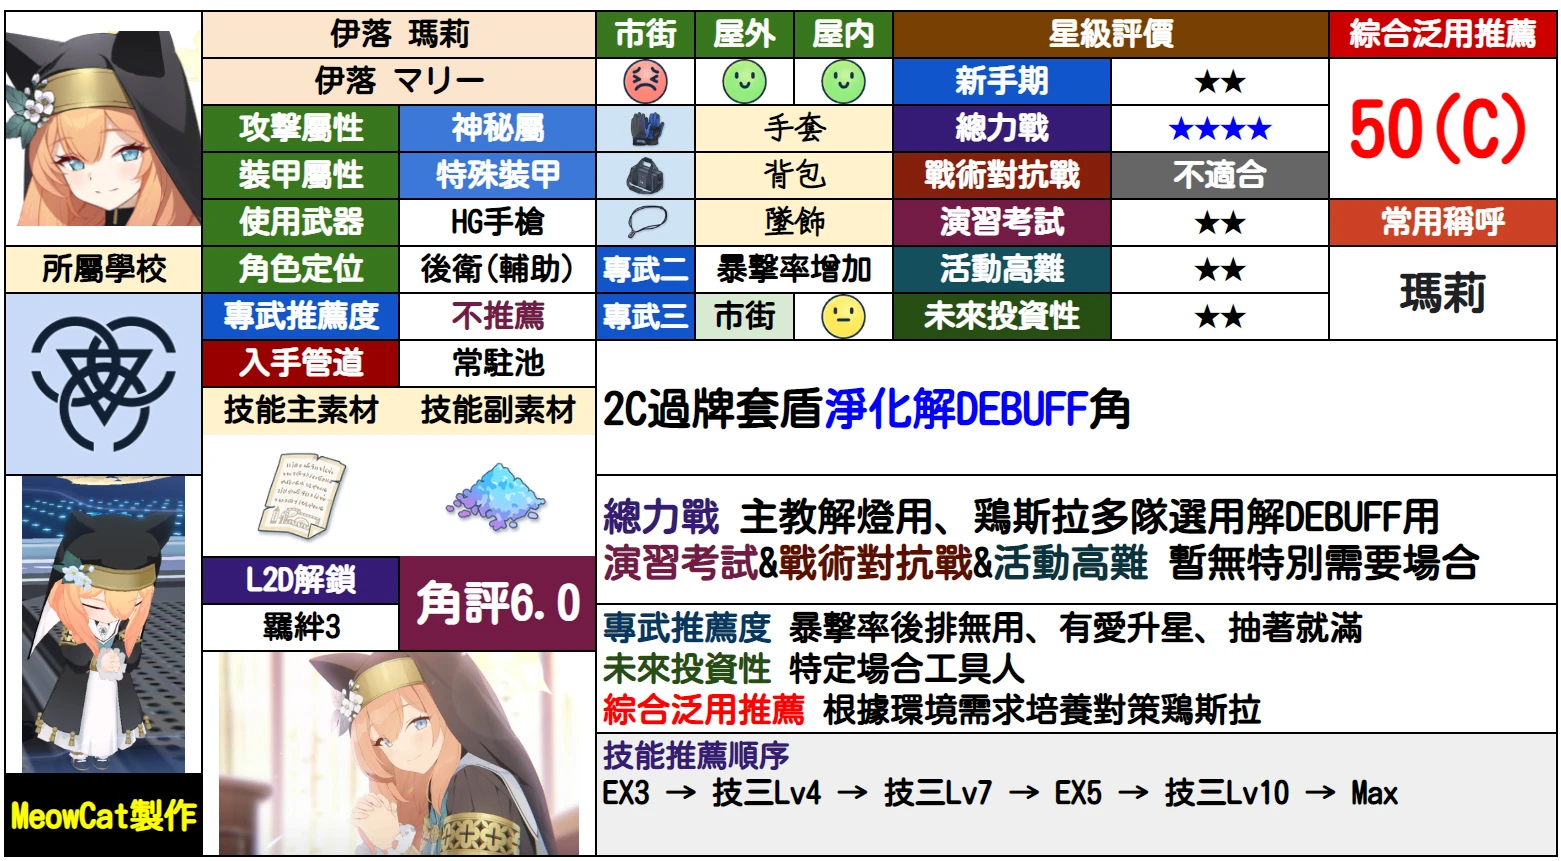 伊落 瑪莉 市街 屋外 屋内 星級評價 綜合泛用推薦
伊落 マリー 新手期 ★★ 50(C)
攻擊屬性 神秘屬 手套 總力戰 ★★★★
裝甲屬性 特殊裝甲 背包 戰術對抗戰 不適合
使用武器 HG手槍 墜飾 演習考試 ★★ 常用稱呼
所屬學校 角色定位 後衛(輔助) 專武二 暴擊率增加 活動高難 ★★ 瑪莉
專武推薦度 不推薦 專武三 市街 未來投資性 ★★
入手管道 常駐池
技能主素材 技能副素材
2C過牌套盾淨化解DEBUFF角
總力戰 主教解燈用、鶏斯拉多隊選用解DEBUFF用
演習考試&戰術對抗戰&活動高難 暫無特別需要場合
L2D解鎖 角評6.0
羈絆3
專武推薦度 暴擊率後排無用、有愛升星、抽著就滿
未來投資性 特定場合工具人
綜合泛用推薦 根據環境需求培養對策鶏斯拉
技能推薦順序
EX3 → 技三Lv4 → 技三Lv7 → EX5 → 技三Lv10 → Max
MeowCat製作